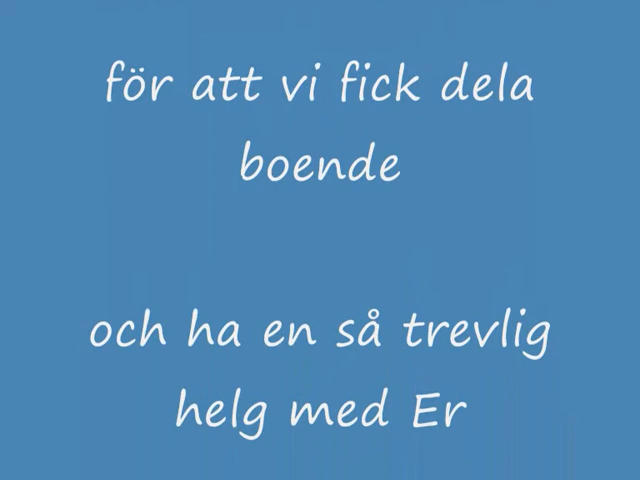 för att vi fick dela
boende
och ha en så trevlig
helg med Er